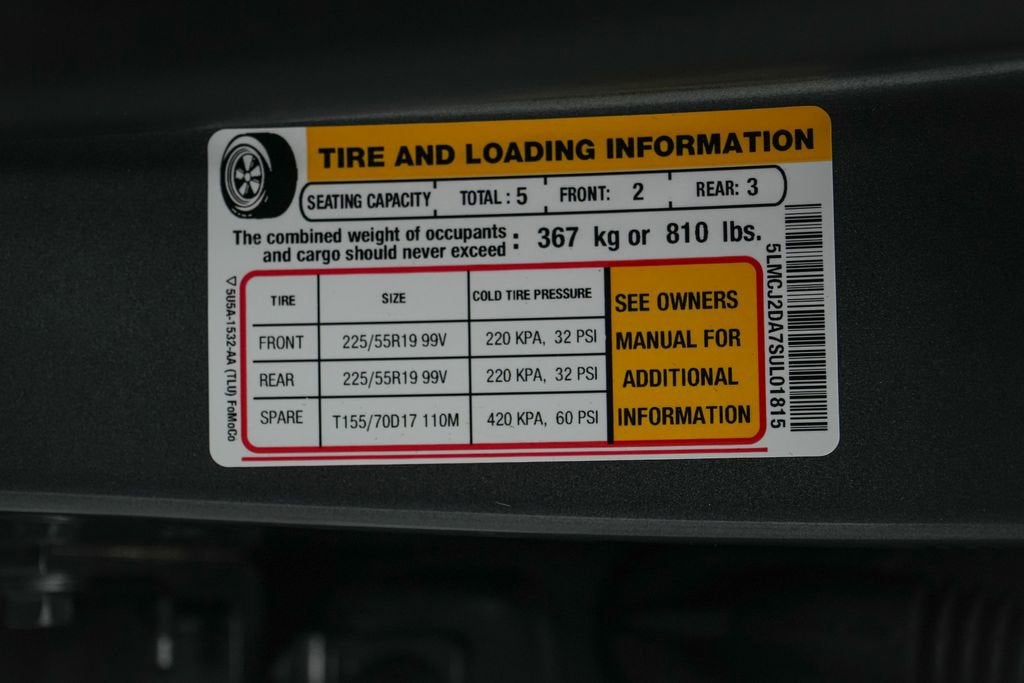 TIRE AND LOADING INFORMATION
SEATING CAPACITY TOTAL : 5 FRONT: 2 REAR: 3
The combined weight of occupants
and cargo should never exceed : 367 kg or 810 lbs.
TIRE SIZE COLD TIRE PRESSURE
FRONT 225/55R19 99V 220 KPA, 32 PSI
REAR 225/55R19 99V 220 KPA, 32 PSI
SPARE T155/70D17 110M 420 KPA, 60 PSI
SEE OWNERS
MANUAL FOR
ADDITIONAL
INFORMATION
5U5A-1532-AA (TLU) FoMoCo
5LMCJ2DA7SUL01815